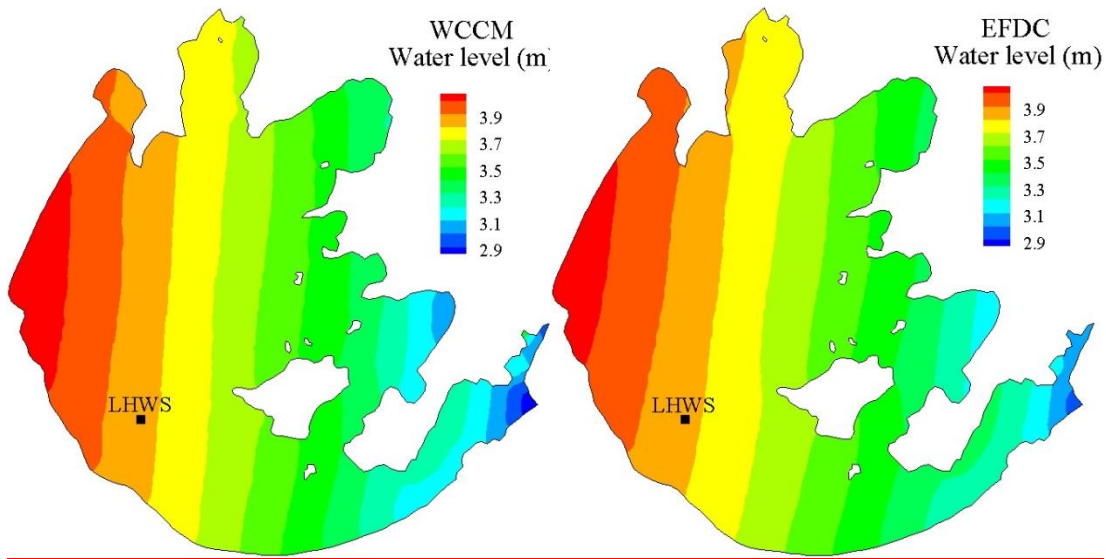 WCCM
Water level (m)
3.9
3.7
3.5
3.3
3.1
2.9
LHWS
EFDC
Water level (m)
3.9
3.7
3.5
3.3
3.1
2.9
LHWS